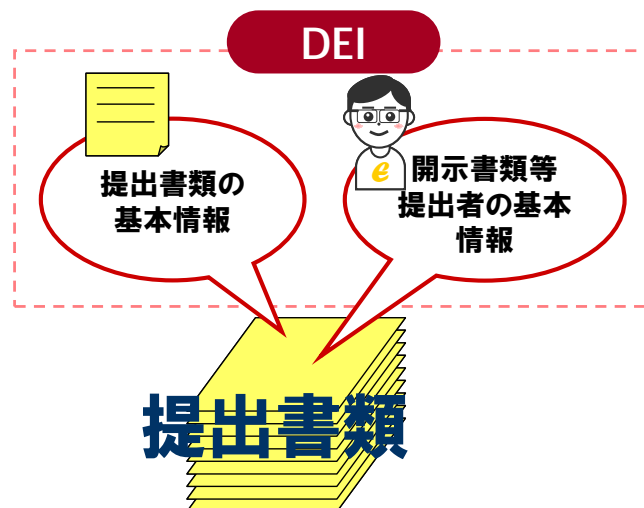 DEI
提出書類の
基本情報
e
開示書類等
提出者の基本
情報
提出書類